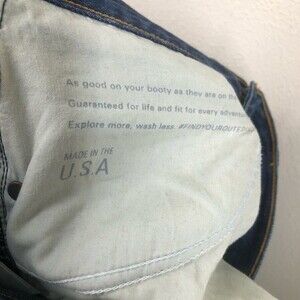 As good on your booty as they are on the
Guaranteed for life and fit for every
Explore more, wash less.
MADE IN THE
U.S.A